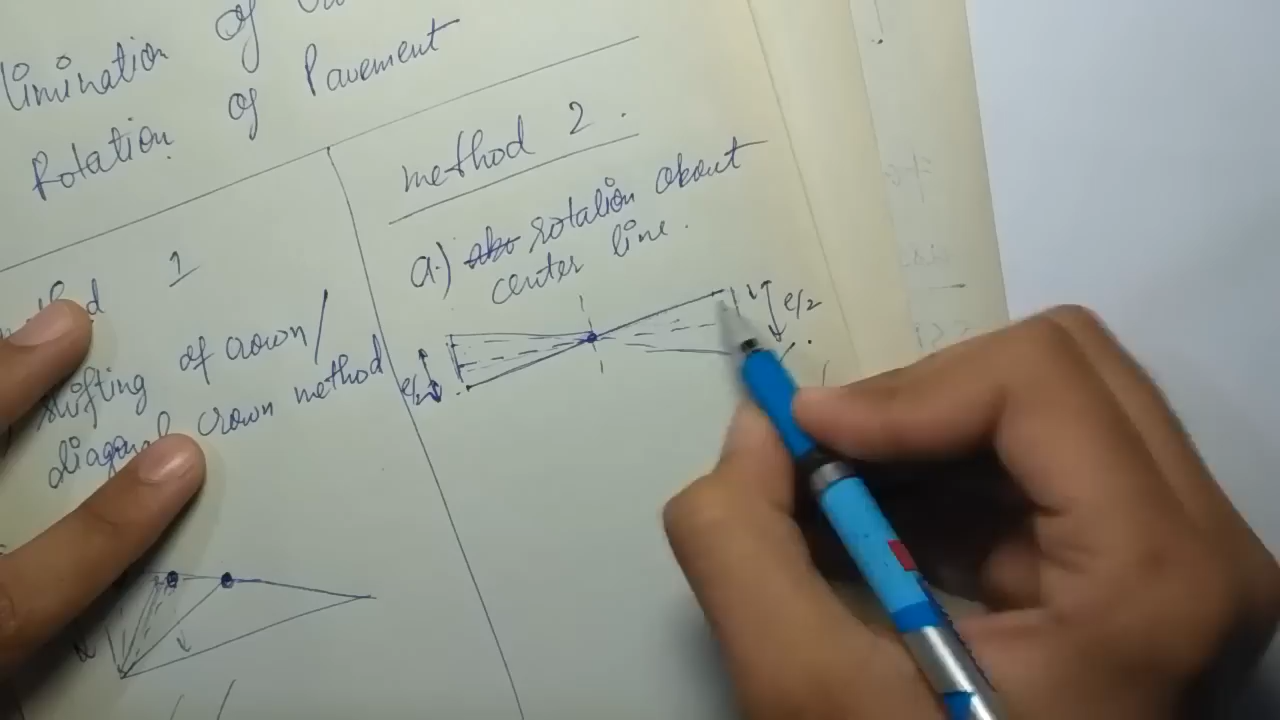 limination of
Rotation of Pavement
method 2.
a.) rotation about
center line.
e/2
e/2
1
shifting of crown/
diagonal crown method